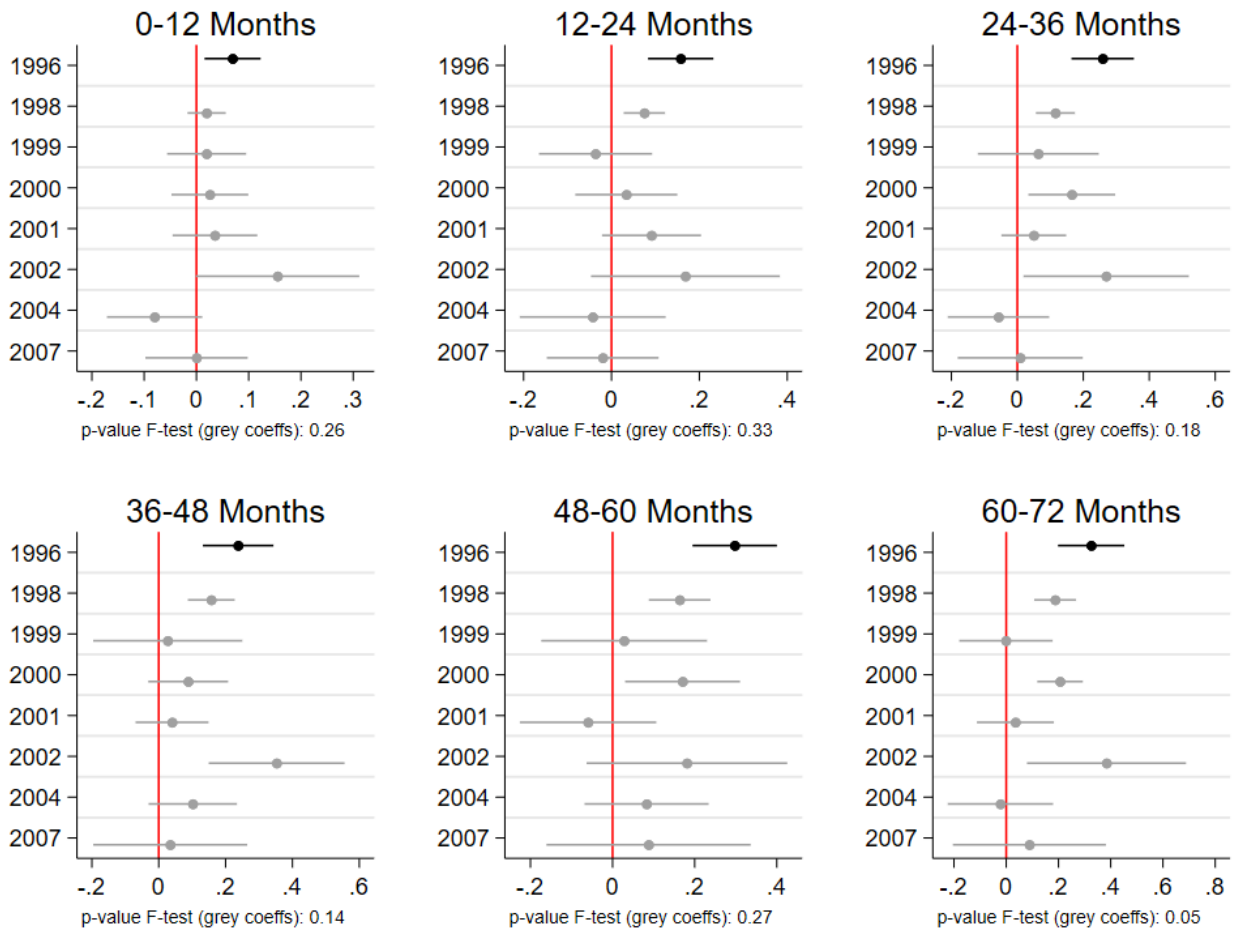 0-12 Months
1996
1998
1999
2000
2001
2002
2004
2007
-.2 -.1 0 .1 .2 .3
p-value F-test (grey coeffs): 0.26
12-24 Months
1996
1998
1999
2000
2001
2002
2004
2007
-.2 0 .2 .4
p-value F-test (grey coeffs): 0.33
24-36 Months
1996
1998
1999
2000
2001
2002
2004
2007
-.2 0 .2 .4 .6
p-value F-test (grey coeffs): 0.18
36-48 Months
1996
1998
1999
2000
2001
2002
2004
2007
-.2 0 .2 .4 .6
p-value F-test (grey coeffs): 0.14
48-60 Months
1996
1998
1999
2000
2001
2002
2004
2007
-.2 0 .2 .4
p-value F-test (grey coeffs): 0.27
60-72 Months
1996
1998
1999
2000
2001
2002
2004
2007
-.2 0 .2 .4 .6 .8
p-value F-test (grey coeffs): 0.05